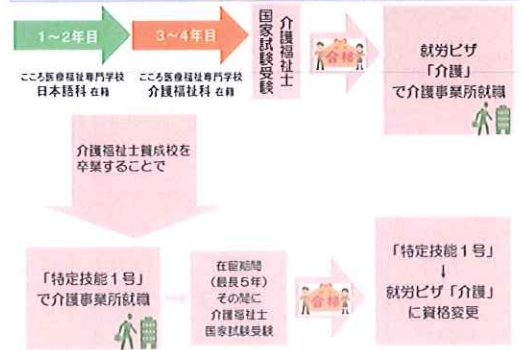 1～2年目
3～4年目
こころ医療福祉専門学校
日本語科 在籍
こころ医療福祉専門学校
介護福祉科 在籍
介護福祉士
国家試験受験
合格
就労ビザ
「介護」
で介護事業所就職
介護福祉士養成校を
卒業することで
「特定技能1号」
で介護事業所就職
在留期間
(最長5年)
その間に
介護福祉士
国家試験受験
合格
「特定技能1号」
↓
就労ビザ「介護」
に資格変更